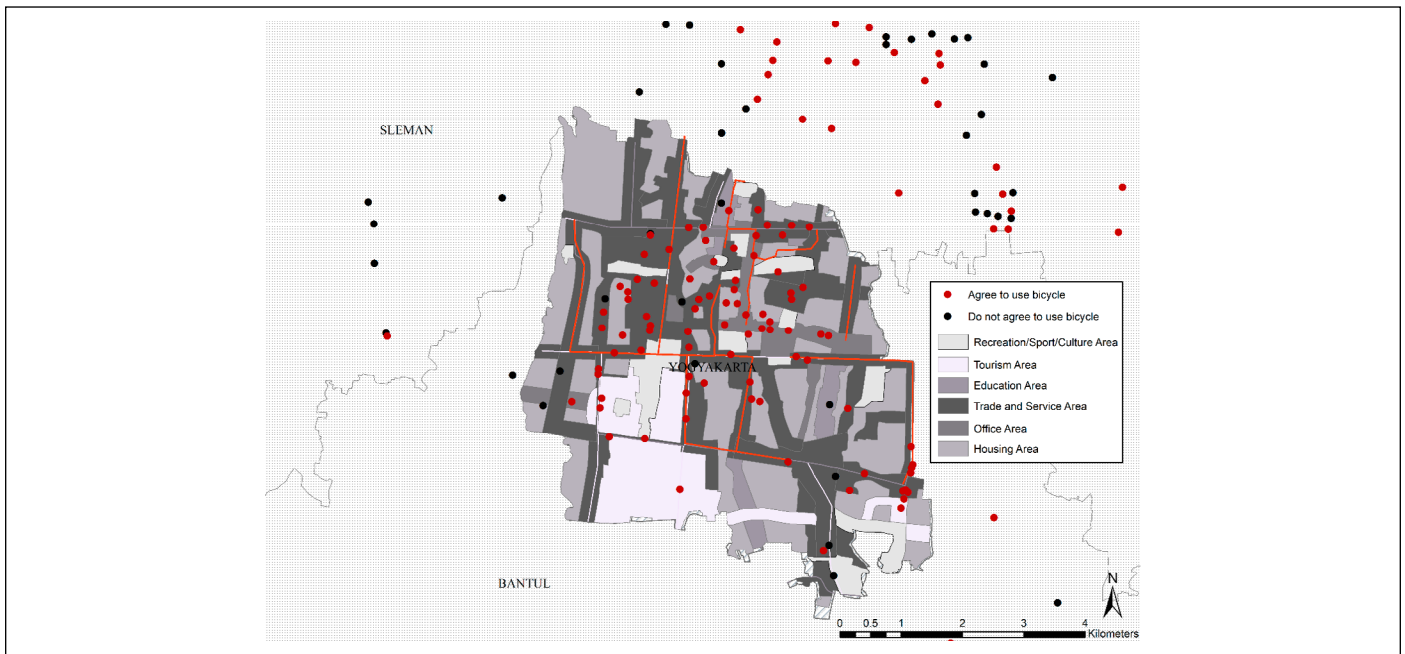 SLEMAN
YOGYAKARTA
BANTUL
Agree to use bicycle
Do not agree to use bicycle
Recreation/Sport/Culture Area
Tourism Area
Education Area
Trade and Service Area
Office Area
Housing Area
N
0 0.5 1 2 3 4
Kilometers